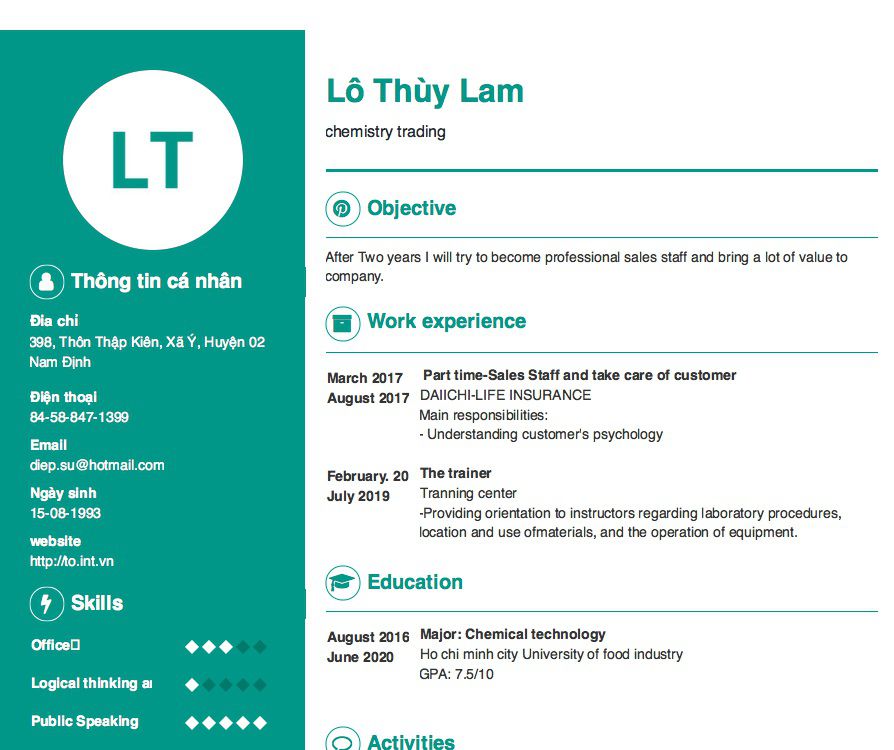 LT
Thông tin cá nhân
Địa chỉ
398, Thôn Thập Kiên, Xã Ý, Huyện 02
Nam Định
Điện thoại
84-58-847-1399
Email
diep.su@hotmail.com
Ngày sinh
15-08-1993
website
http://to.int.vn
Skills
Office
Logical thinking
Public Speaking
Lô Thùy Lam
chemistry trading
Objective
After Two years I will try to become professional sales staff and bring a lot of value to
company.
Work experience
March 2017 Part time-Sales Staff and take care of customer
August 2017 DAIICHI-LIFE INSURANCE
Main responsibilities:
- Understanding customer's psychology
February. 20 The trainer
July 2019 Tranning center
-Providing orientation to instructors regarding laboratory procedures,
location and use ofmaterials, and the operation of equipment.
Education
August 2016 Major: Chemical technology
June 2020 Ho chi minh city University of food industry
GPA: 7.5/10
Activities